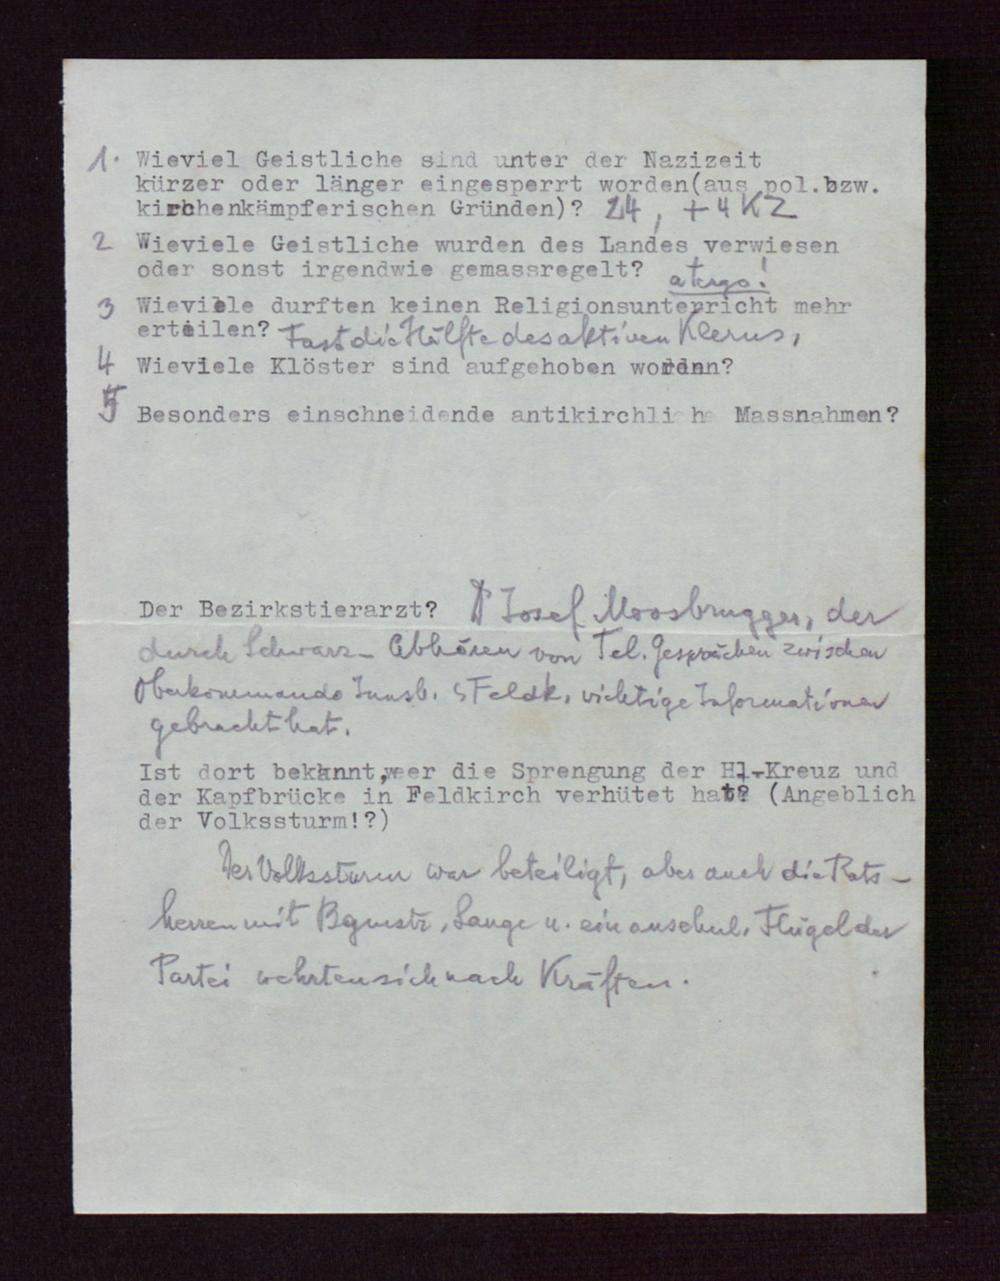 1. Wieviel Geistliche sind unter der Nazizeit
kürzer oder länger eingesperrt worden(aus pol.bzw.
kirchenkämpferischen Gründen)? 24, + 4 KZ
2 Wieviele Geistliche wurden des Landes verwiesen
oder sonst irgendwie gemassregelt? a tergo!
3 Wieviele durften keinen Religionsunterricht mehr
erteilen? Fast die Hälfte des aktiven Klerus,
4 Wieviele Klöster sind aufgehoben worden?
5 Besonders einschneidende antikirchli h Massnahmen?
Der Bezirkstierarzt? Dr Josef Moosbrugger, der
durch Schwarz- Abhören von Tel. Gesprächen zwischen
Oberkommando Innsb. & Feldk. wichtige Informationen
gebracht hat.
Ist dort bekannt,weer die Sprengung der Hl-Kreuz und
der Kapfbrücke in Feldkirch verhütet hat? (Angeblich
der Volkssturm!?)
Der Volkssturm war beteiligt, aber auch die Rats-
herren mit Bgmstr, Lange u. ein ansehnl. Flügel der
Partei wehrten sich nach Kräften.